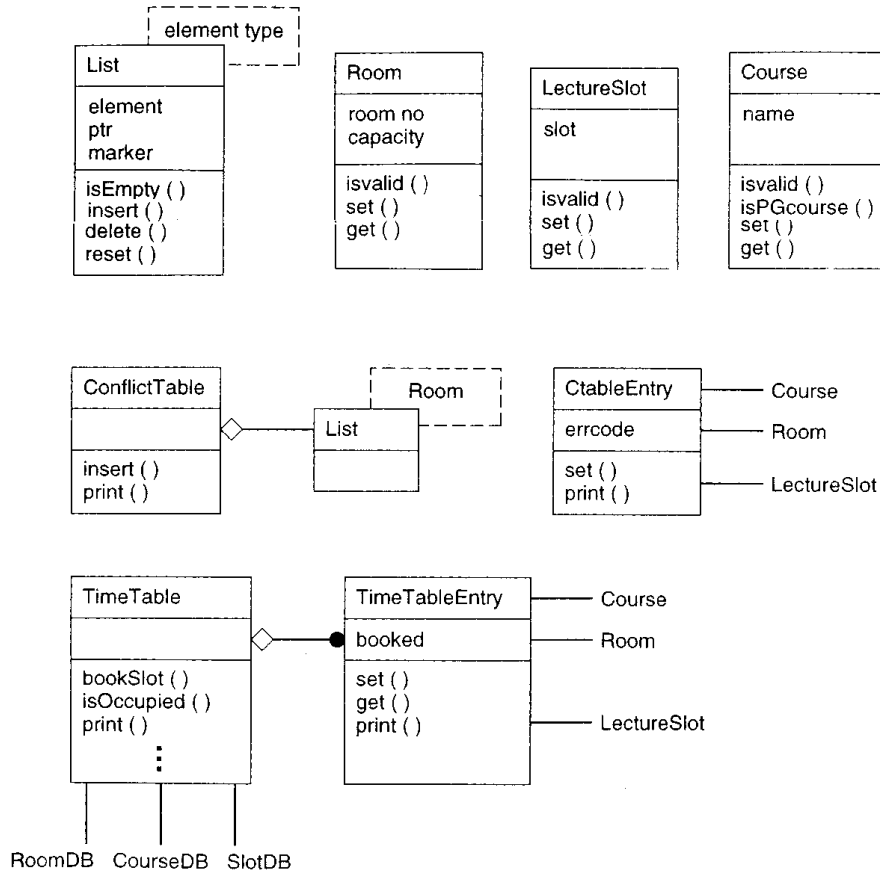 element type
List
element
ptr
marker
isEmpty ( )
insert ( )
delete ( )
reset ( )
Room
room no
capacity
isvalid ( )
set ( )
get ( )
LectureSlot
slot
isvalid ( )
set ( )
get ( )
Course
name
isvalid ( )
isPGcourse ( )
set ( )
get ( )
ConflictTable
insert ( )
print ( )
Room
List
CtableEntry
errcode
set ( )
print ( )
Course
Room
LectureSlot
TimeTable
bookSlot ( )
isOccupied ( )
print ( )
TimeTableEntry
booked
set ( )
get ( )
print ( )
Course
Room
LectureSlot
RoomDB CourseDB SlotDB